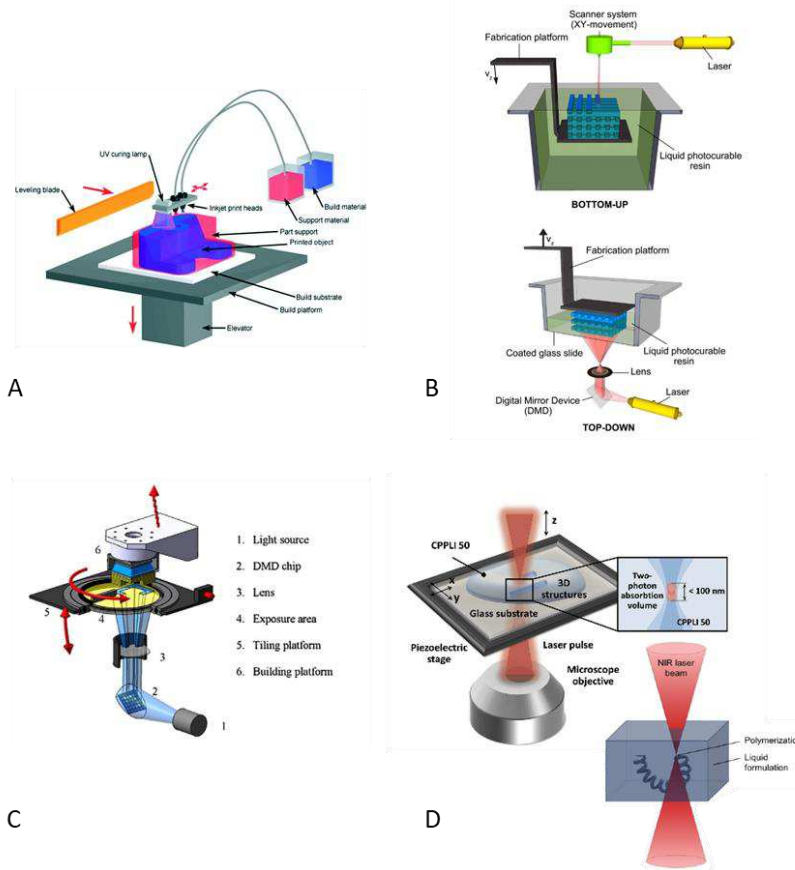 UV curing lamp
Leveling blade
Inkjet print heads
Build material
Support material
Part support
Printed object
Build substrate
Build platform
Elevator
A
Scanner system
(XY-movement)
Fabrication platform
Laser
Vz
Liquid photocurable
resin
BOTTOM-UP
Vz
Fabrication platform
Coated glass slide
Liquid photocurable
resin
Lens
Laser
Digital Mirror Device
(DMD)
TOP-DOWN
B
6
5
4
3
2
1
1. Light source
2. DMD chip
3. Lens
4. Exposure area
5. Tiling platform
6. Building platform
C
z
CPPLI 50
x
y
3D
structures
Glass substrate
Piezoelectric
stage
Laser pulse
Microscope
objective
Two-
photon
absorbtion
volume
< 100 nm
CPPLI 50
NIR laser
beam
Polymerizatio
Liquid
formulation
D